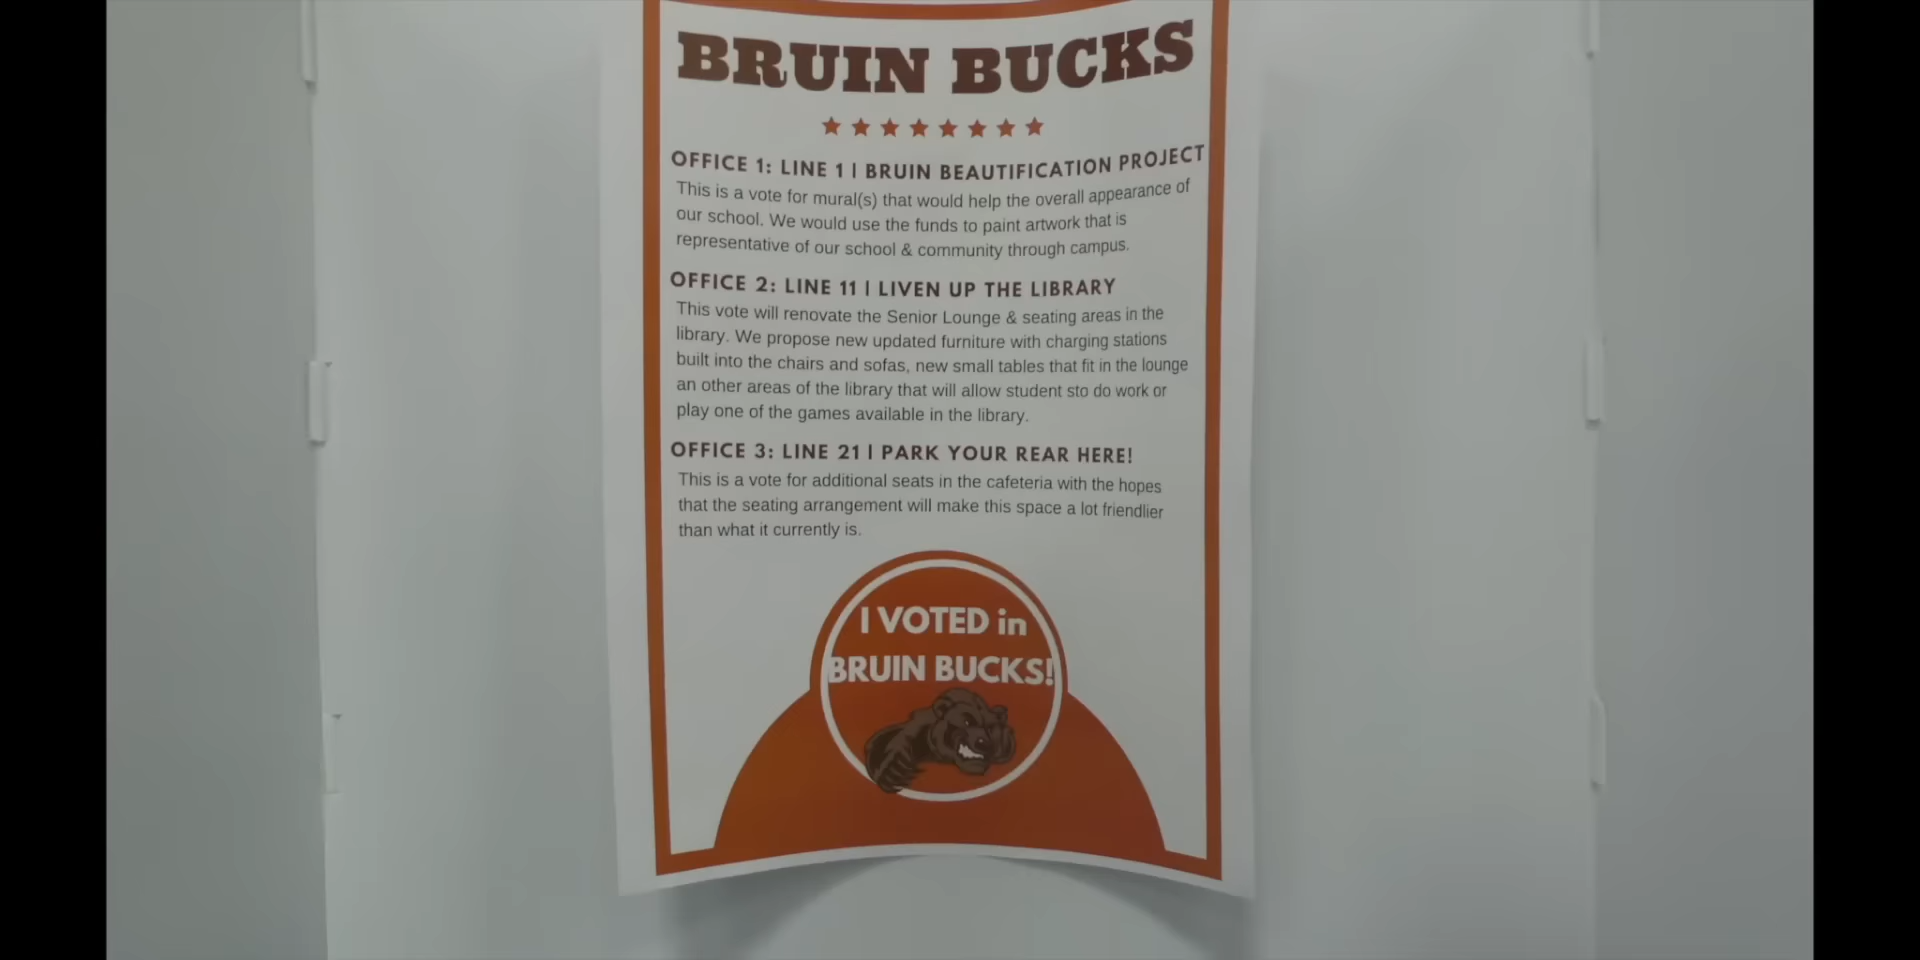 BRUIN BUCKS
OFFICE 1: LINE 1 | BRUIN BEAUTIFICATION PROJECT
This is a vote for mural(s) that would help the overall appearance of
our school. We would use the funds to paint artwork that is
representative of our school & community through campus.
OFFICE 2: LINE 11 | LIVEN UP THE LIBRARY
This vote will renovate the Senior Lounge & seating areas in the
library. We propose new updated furniture with charging stations
built into the chairs and sofas, new small tables that fit in the lounge
an other areas of the library that will allow student sto do work or
play one of the games available in the library.
OFFICE 3: LINE 21 | PARK YOUR REAR HERE!
This is a vote for additional seats in the cafeteria with the hopes
that the seating arrangement will make this space a lot friendlier
than what it currently is.
I VOTED in
BRUIN BUCKS!